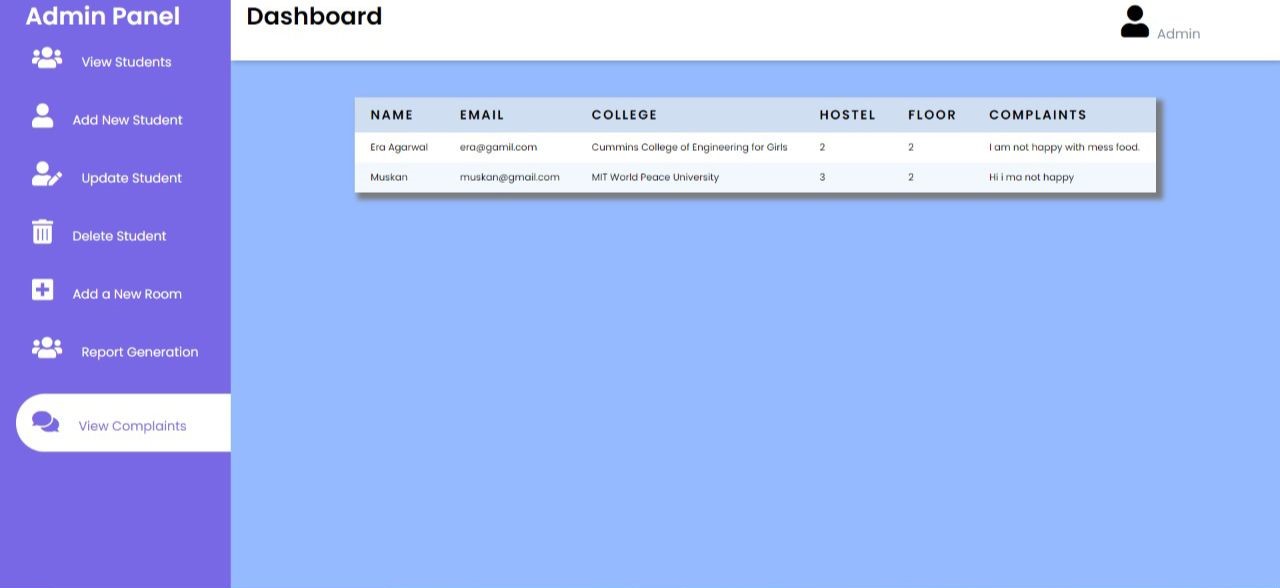 Admin Panel
Dashboard
Admin
View Students
Add New Student
Update Student
Delete Student
Add a New Room
Report Generation
View Complaints
NAME EMAIL COLLEGE HOSTEL FLOOR COMPLAINTS
Era Agarwal era@gamil.com Cummins College of Engineering for Girls 2 2 I am not happy with mess food.
Muskan muskan@gmail.com MIT World Peace University 3 2 Hi i ma not happy